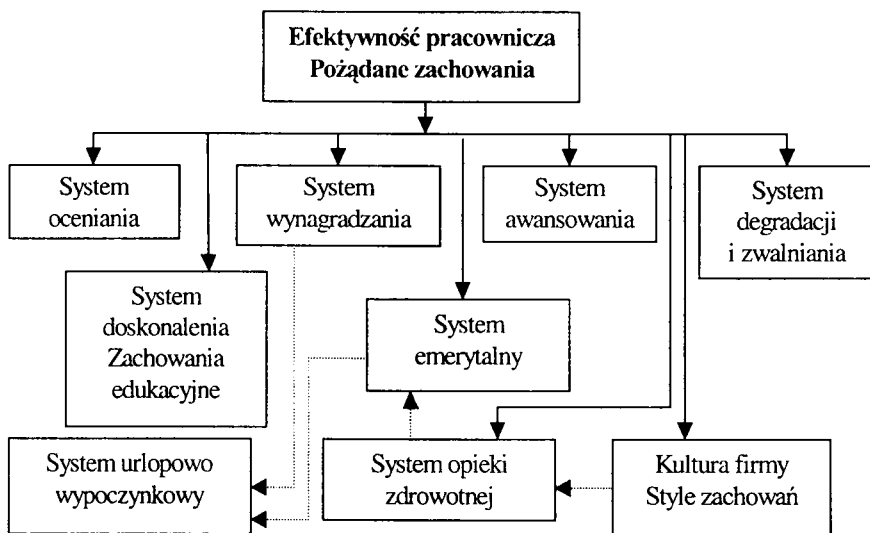 Efektywność pracownicza
Pożądane zachowania
System
oceniania
System
wynagradzania
System
awansowania
System
degradacji
i zwalniania
System
doskonalenia
Zachowania
edukacyjne
System
emerytalny
System urlopowo
wypoczynkowy
System opieki
zdrowotnej
Kultura firmy
Style zachowań